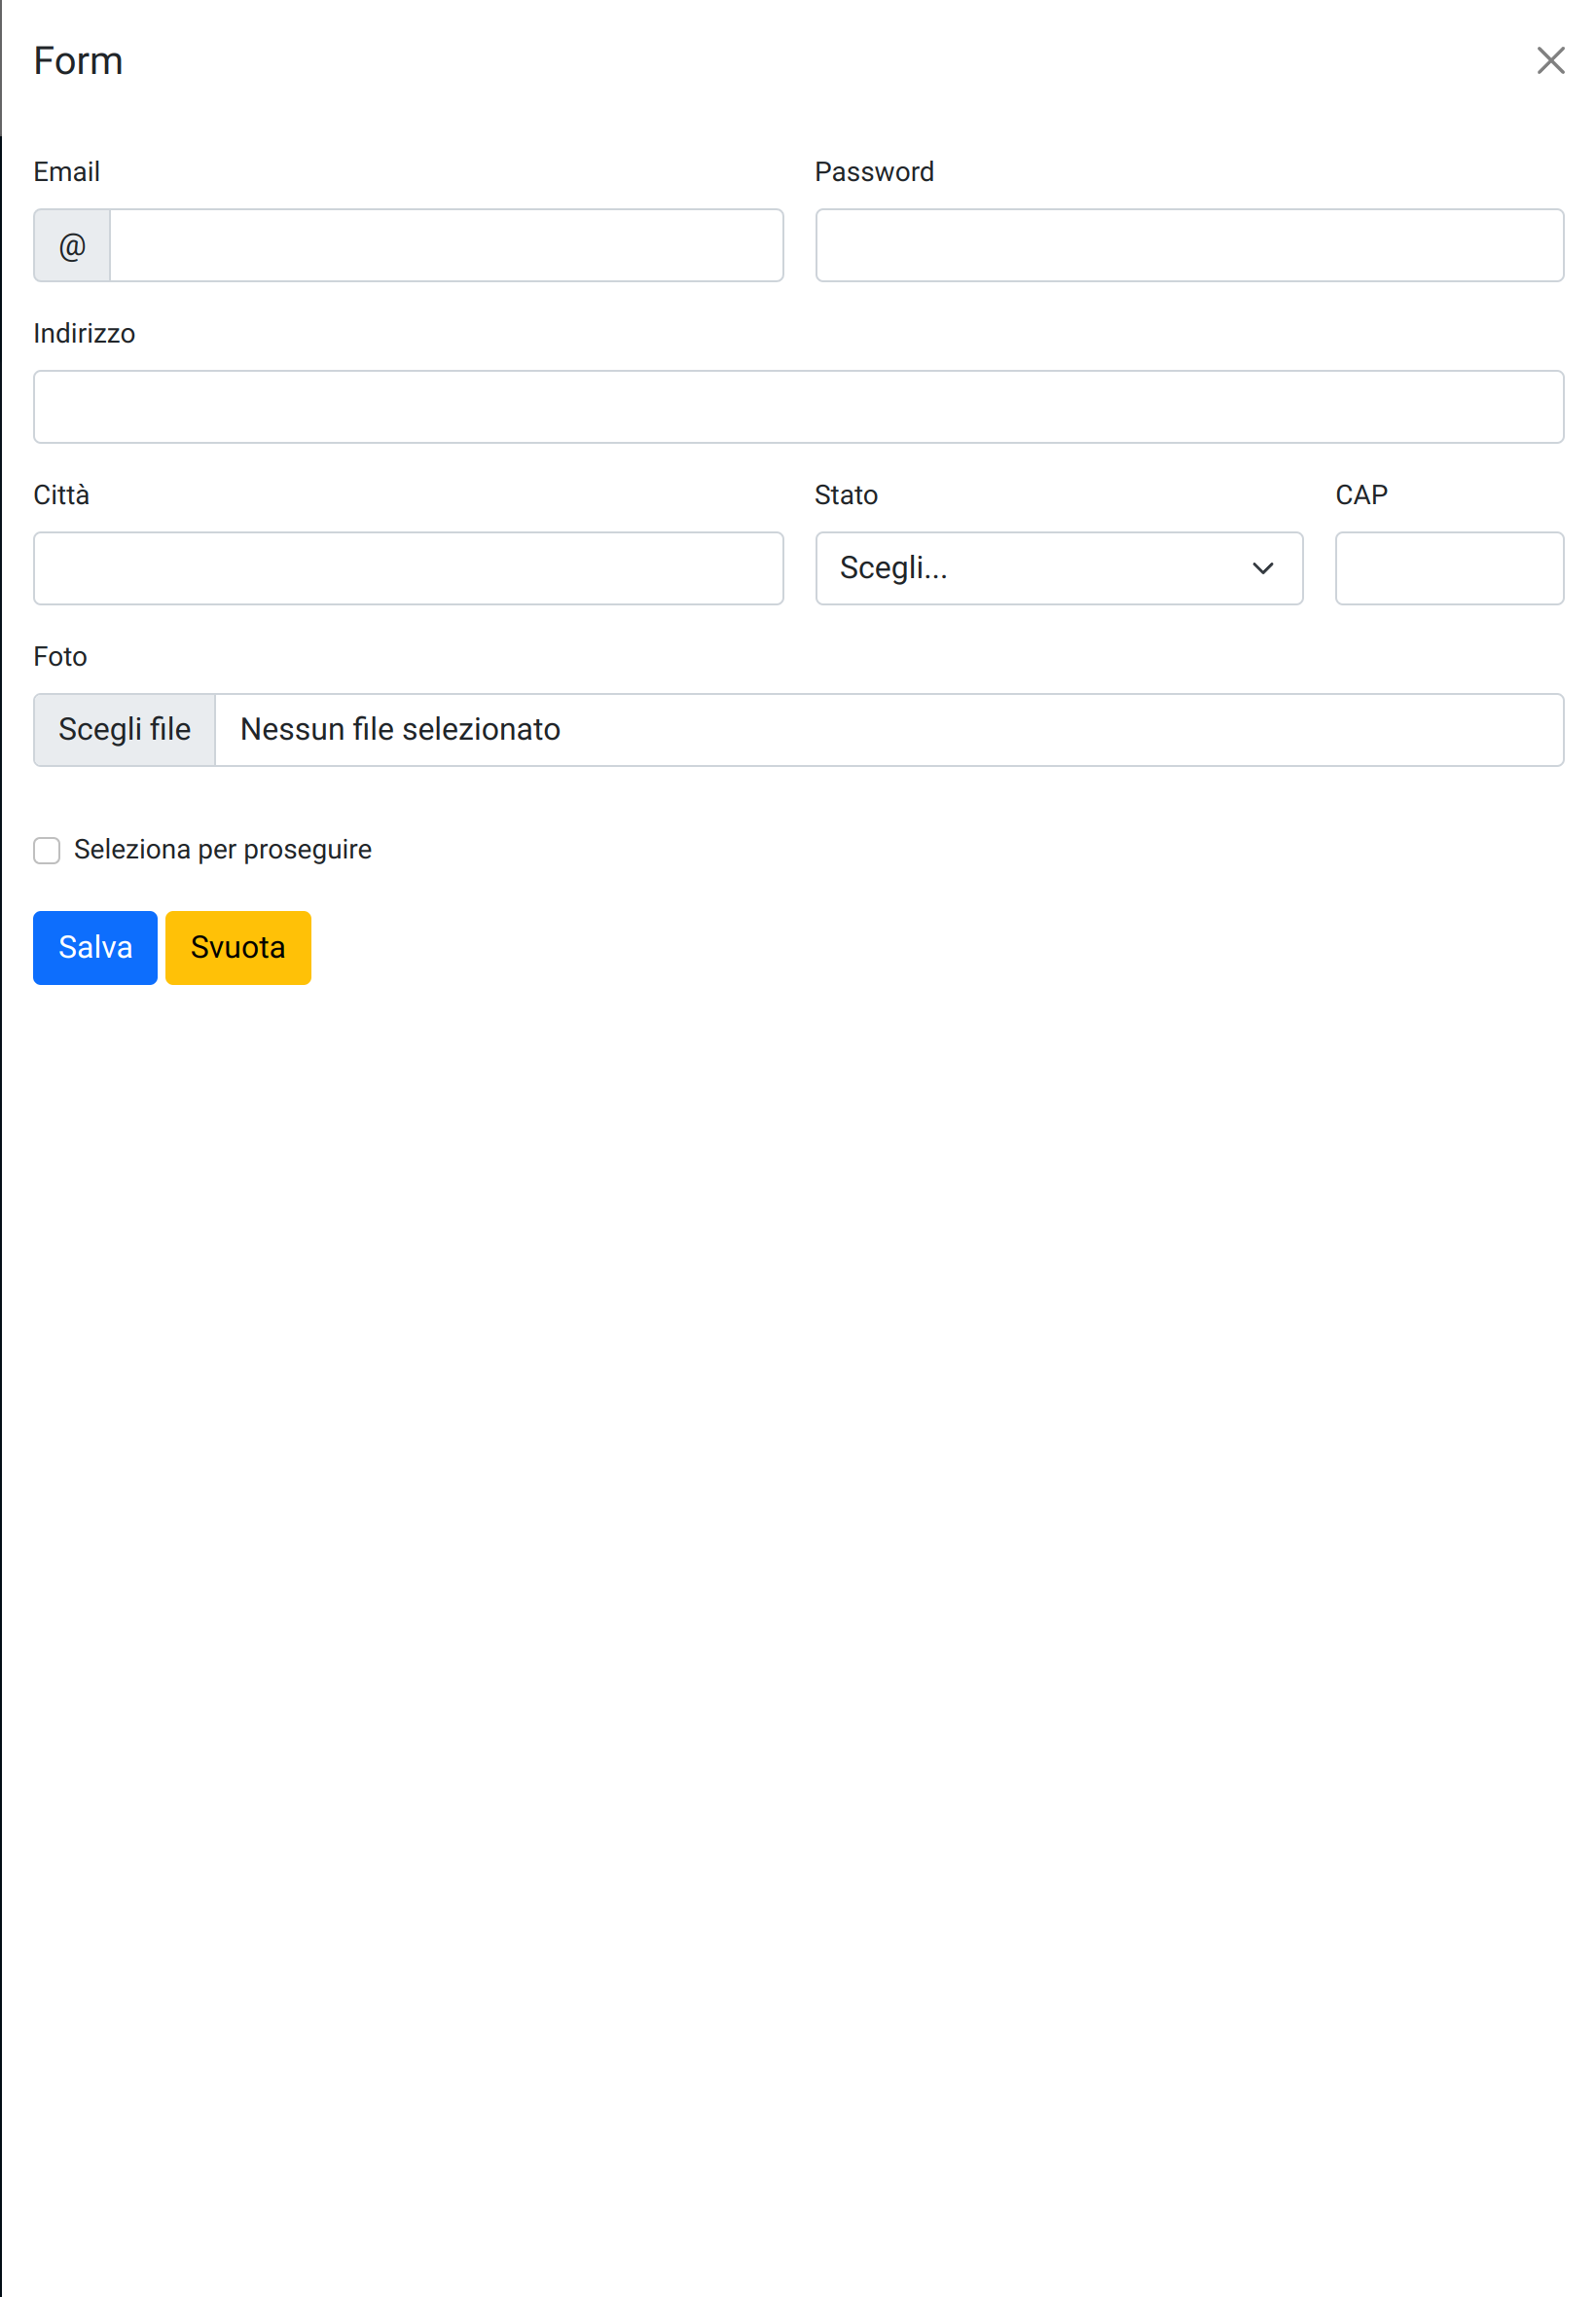 Form
Email Password
@
Indirizzo
Città Stato CAP
Scegli...
Foto
Scegli file Nessun file selezionato
Seleziona per proseguire
Salva Svuota